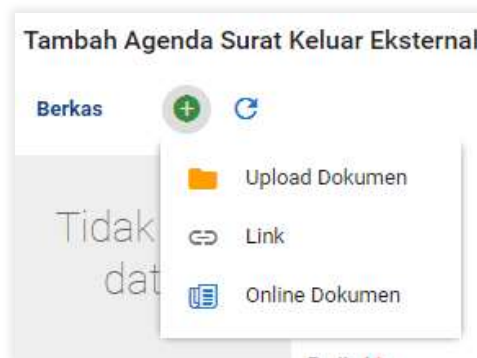 Tambah Agenda Surat Keluar Eksternal
Berkas
Upload Dokumen
Tidak
Link
dat
Online Dokumen